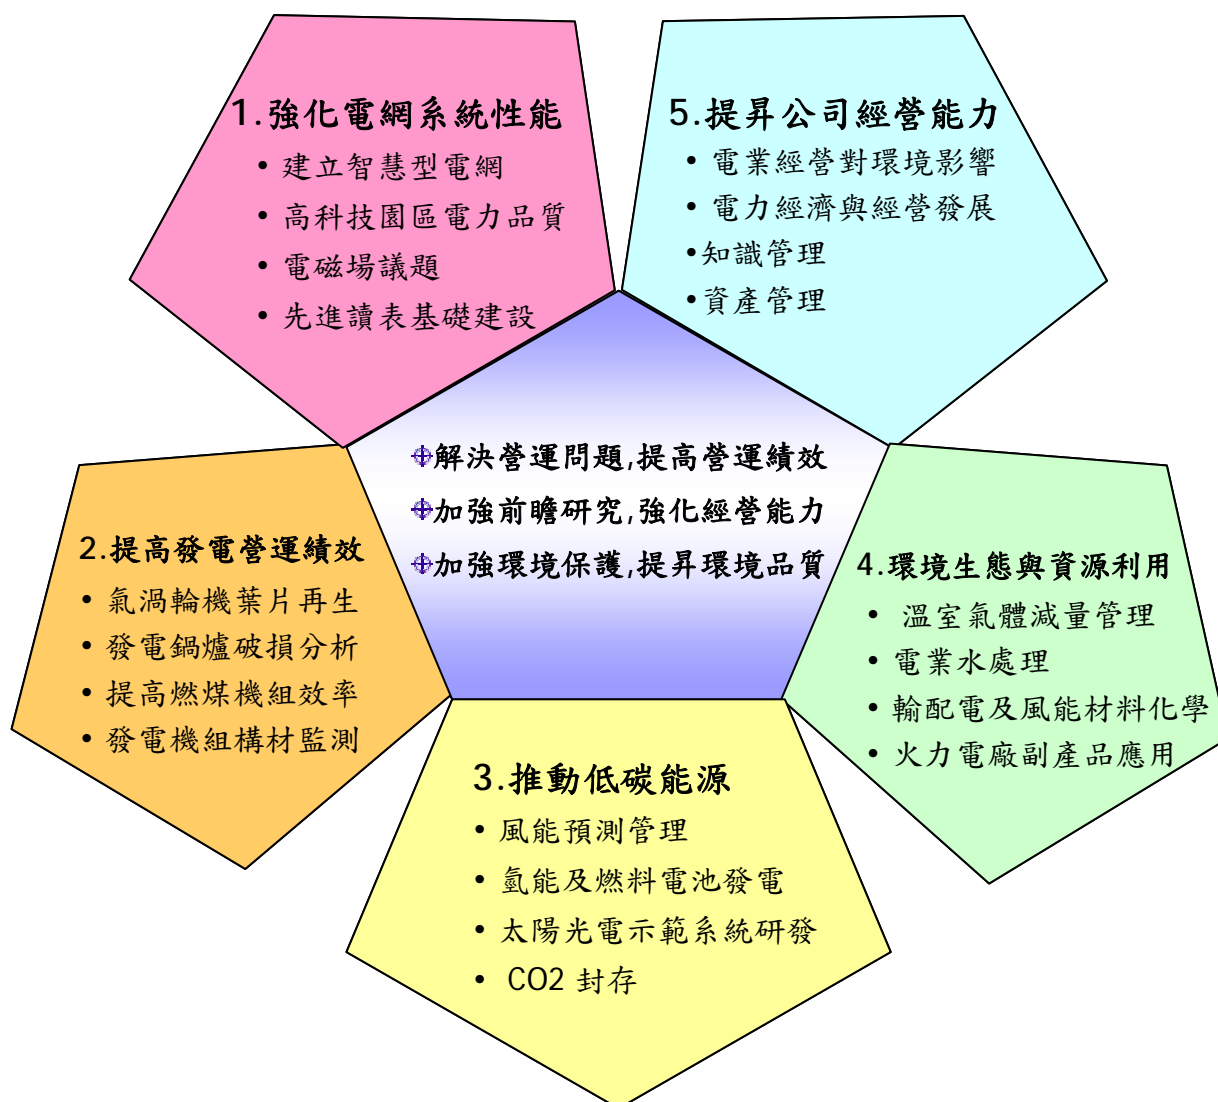 1.強化電網系統性能
• 建立智慧型電網
• 高科技園區電力品質
• 電磁場議題
• 先進讀表基礎建設
5.提昇公司經營能力
• 電業經營對環境影響
• 電力經濟與經營發展
•知識管理
•資產管理
解決營運問題,提高營運績效
加強前瞻研究,強化經營能力
加強環境保護,提昇環境品質
2.提高發電營運績效
• 氣渦輪機葉片再生
• 發電鍋爐破損分析
• 提高燃煤機組效率
• 發電機組構材監測
4.環境生態與資源利用
• 溫室氣體減量管理
• 電業水處理
• 輸配電及風能材料化學
• 火力電廠副產品應用
3.推動低碳能源
• 風能預測管理
• 氫能及燃料電池發電
• 太陽光電示範系統研發
• CO2 封存